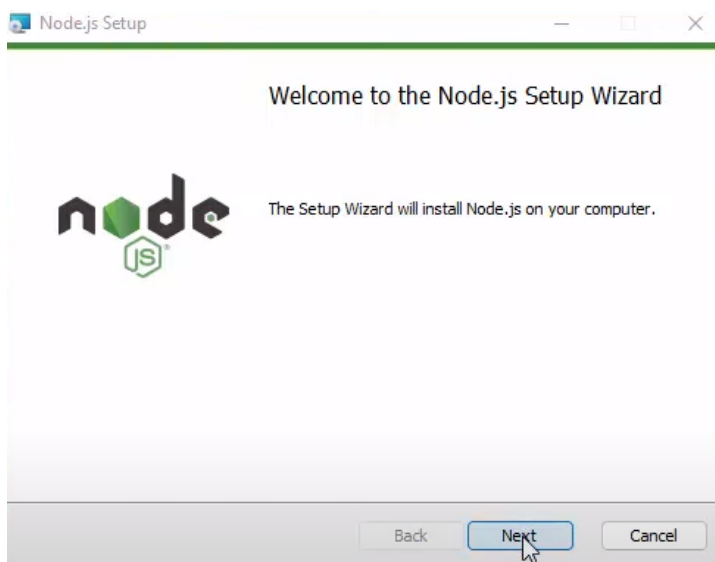 Node.js Setup
Welcome to the Node.js Setup Wizard
node
JS
The Setup Wizard will install Node.js on your computer.
Back
Next
Cancel